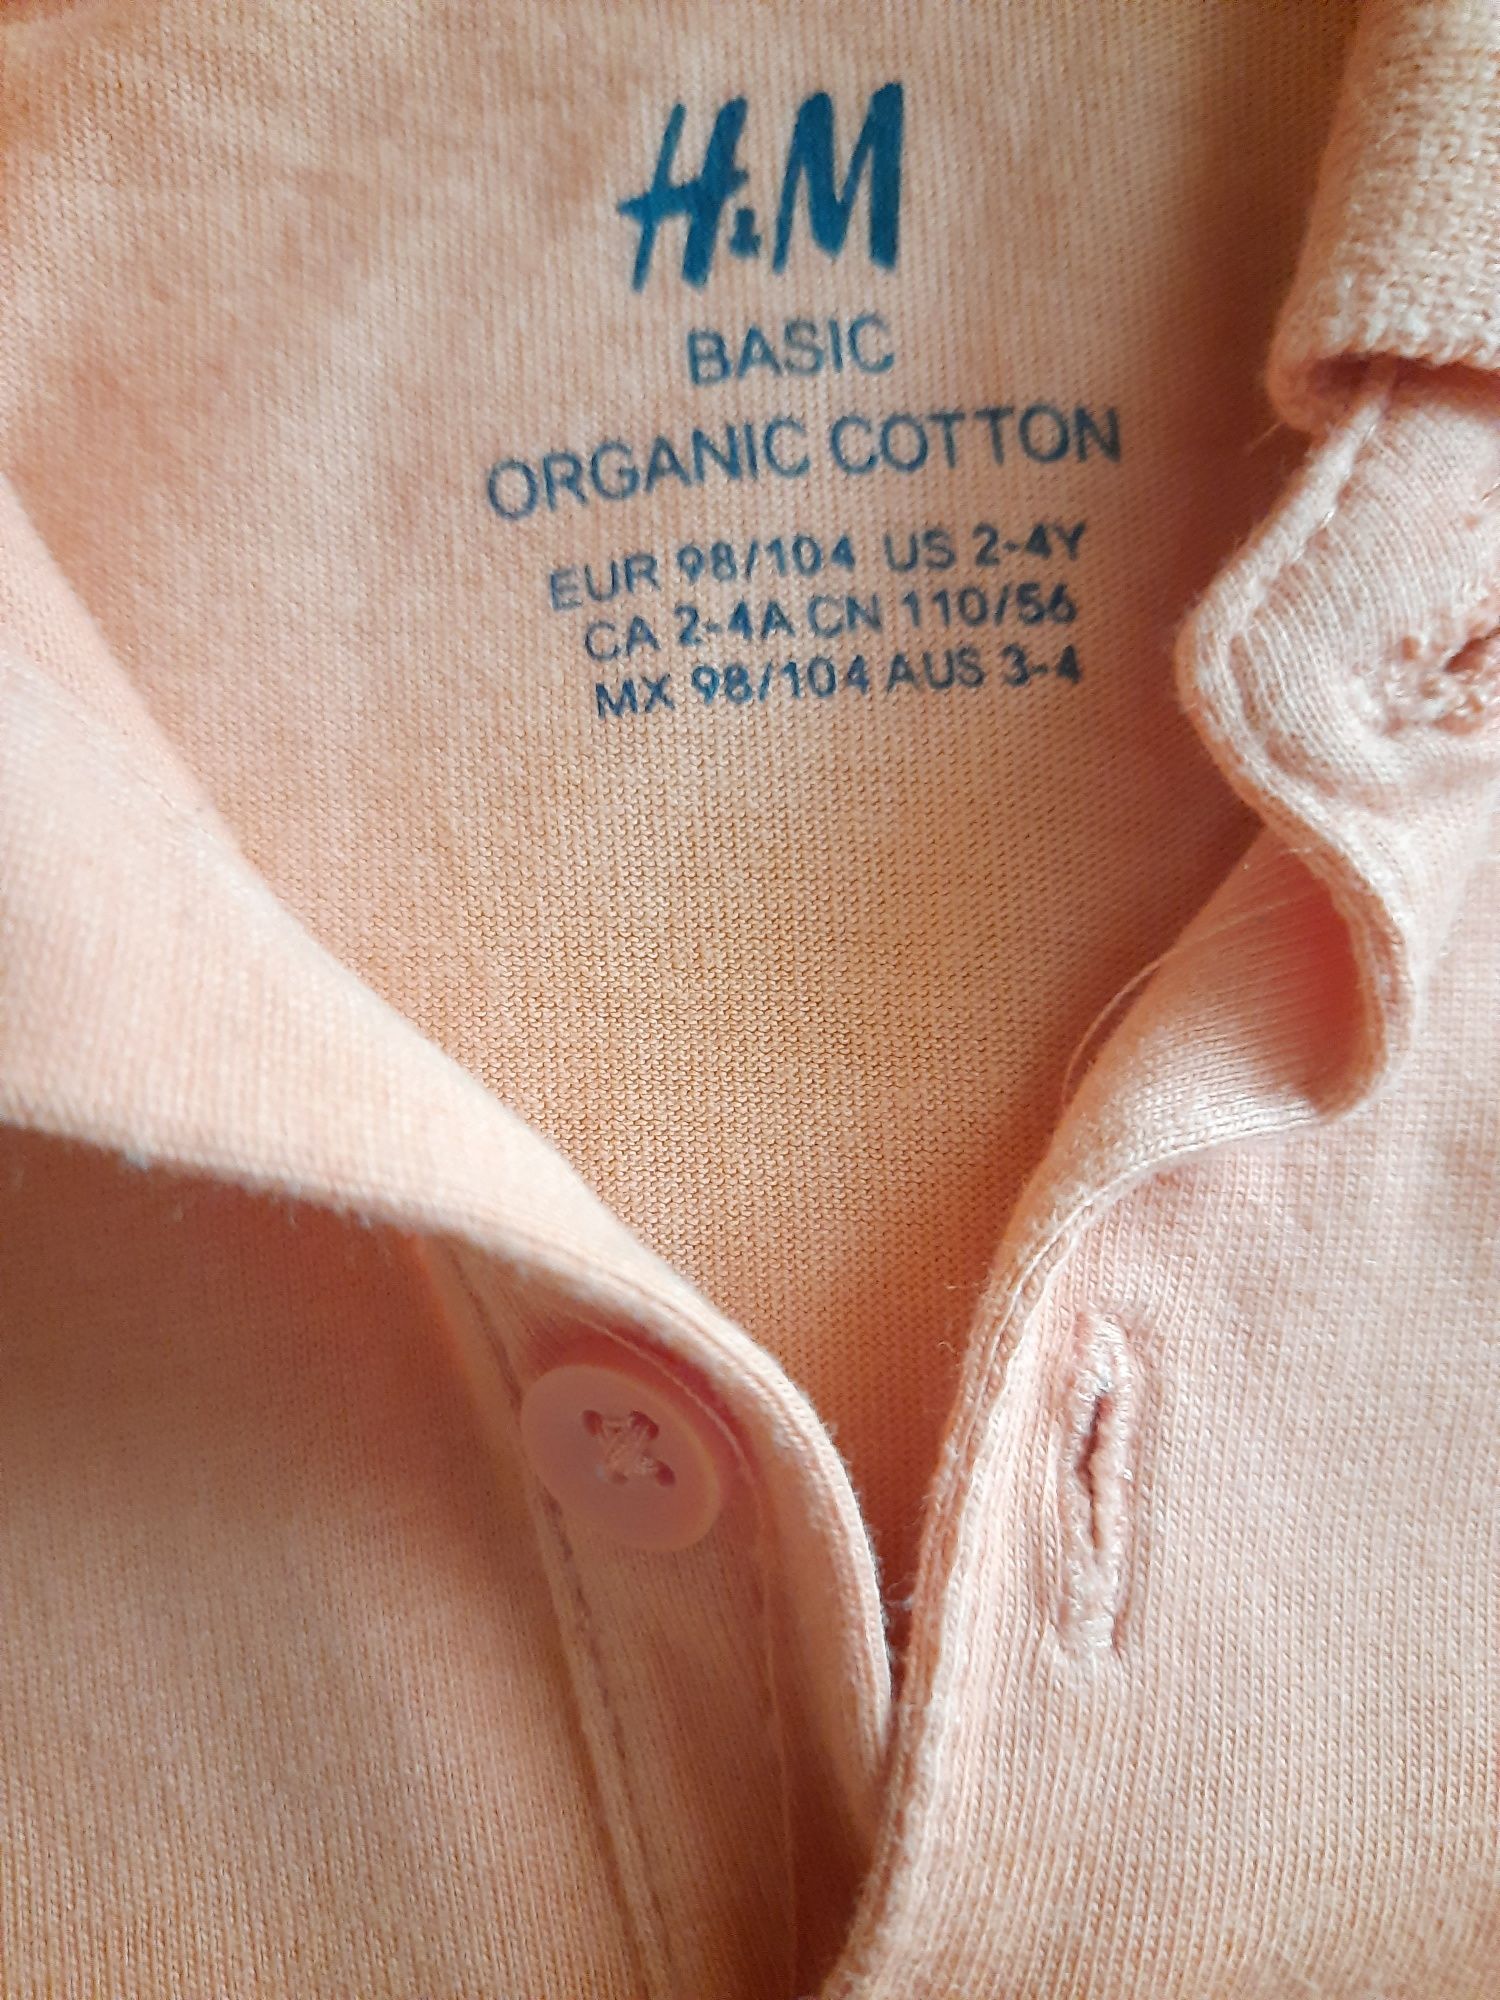 H&M
BASIC
ORGANIC COTTON
EUR 98/104 US 2-4Y
CA 2-4A CN 110/56
MX 98/104 AUS 3-4